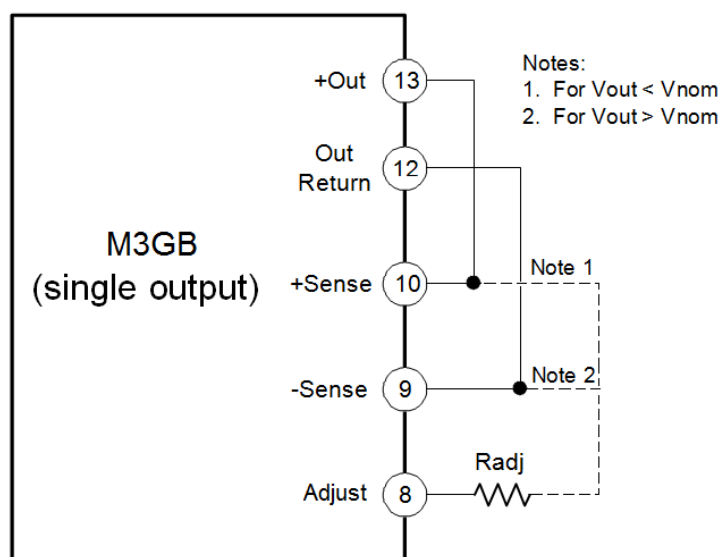 Notes:
1. For Vout < Vnom
2. For Vout > Vnom
+Out
13
Out
Return
12
M3GB
(single output)
+Sense
10
Note 1
-Sense
9
Note 2
Adjust
8
Radj